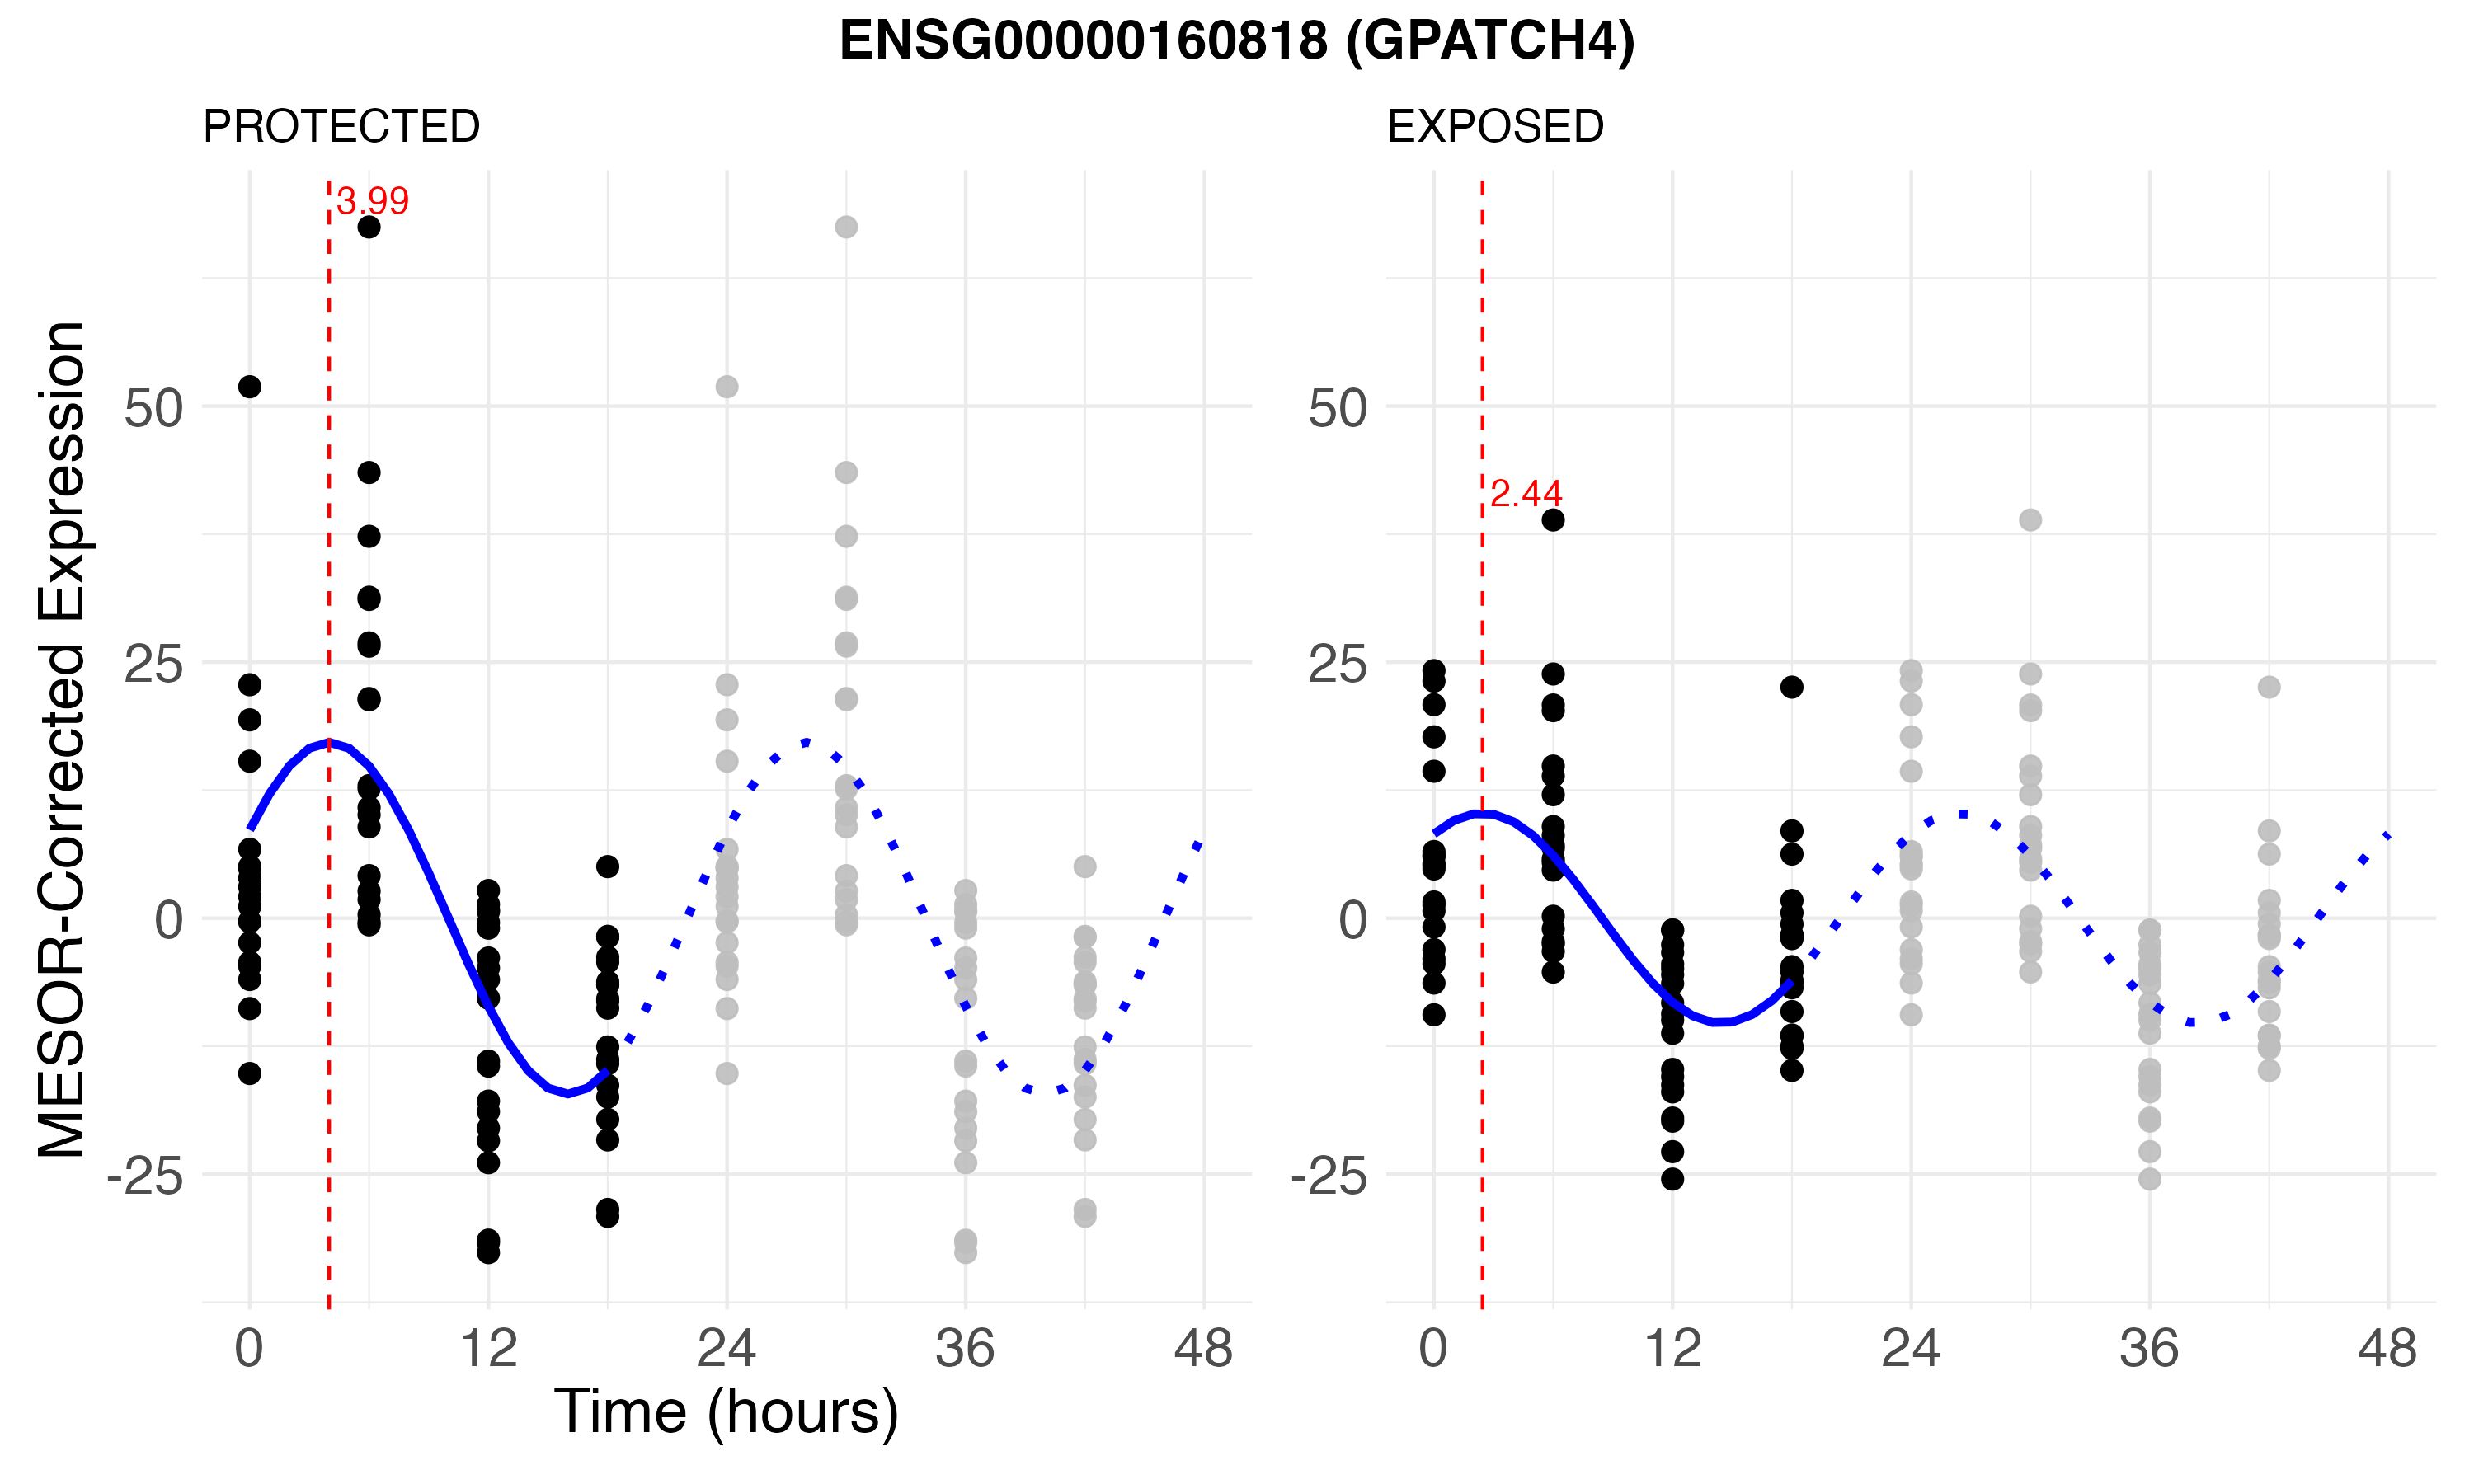 ENSG00000160818 (GPATCH4)
PROTECTED
EXPOSED
MESOR-Corrected Expression
50
25
0
-25
3.99
0 12 24 36 48
Time (hours)
50
25
0
-25
2.44
0 12 24 36 48